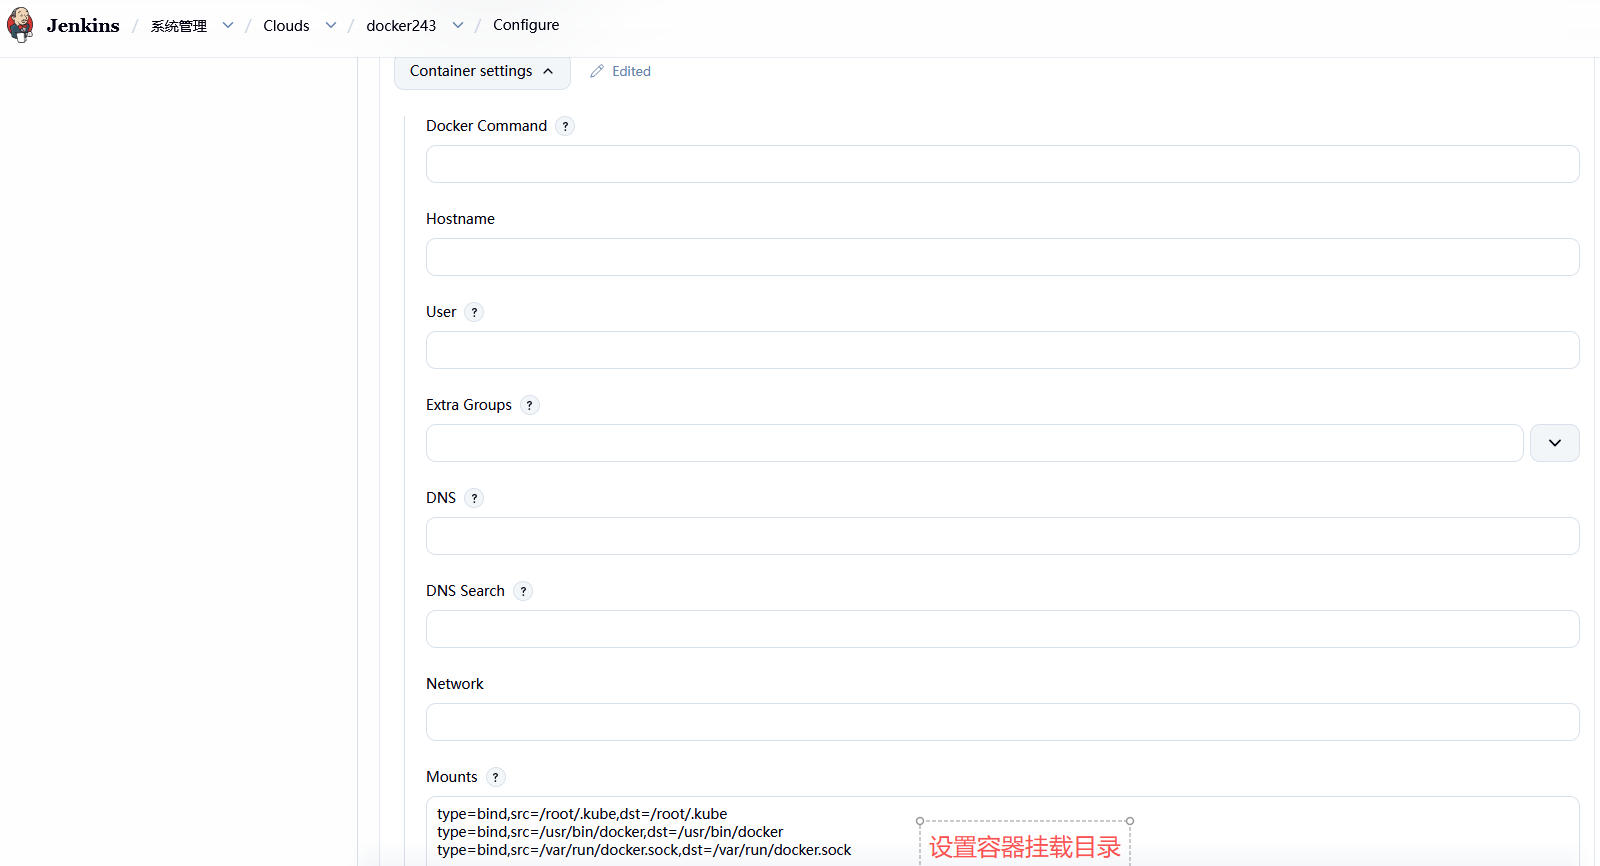 Jenkins / 系统管理 / Clouds / docker243 / Configure
Container settings Edited
Docker Command ?
Hostname
User ?
Extra Groups ?
DNS ?
DNS Search ?
Network
Mounts ?
type=bind,src=/root/.kube,dst=/root/.kube
type=bind,src=/usr/bin/docker,dst=/usr/bin/docker
type=bind,src=/var/run/docker.sock,dst=/var/run/docker.sock
设置容器挂载目录